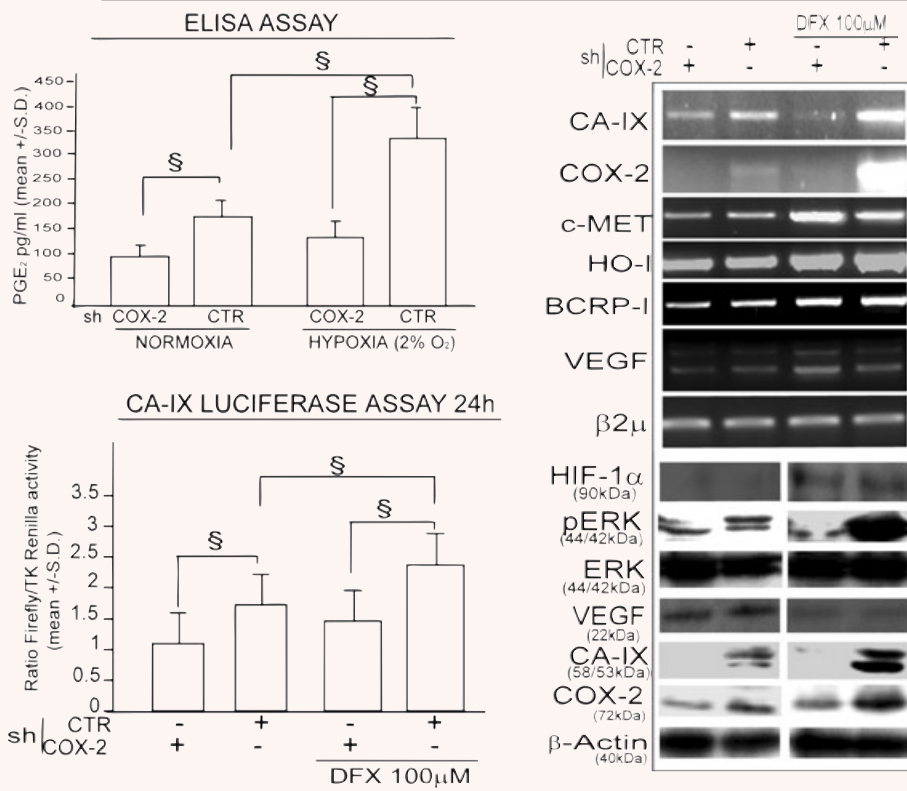 ELISA ASSAY
PGE₂ pg/ml (mean +/-S.D.)
450
400
350
300
250
200
150
100
50
0
§
§
§
sh COX-2 CTR COX-2 CTR
NORMOXIA HYPOXIA (2% O₂)
CA-IX LUCIFERASE ASSAY 24h
Ratio Firefly/TK Renilla activity
(mean +/-S.D.)
3.5
3
2.5
2
1.5
1
0.5
0
§
§
§
sh CTR - + - +
COX-2 + - + -
DFX 100μM
DFX 100μM
sh CTR - + - +
COX-2 + - + -
CA-IX
COX-2
c-MET
HO-I
BCRP-I
VEGF
β2μ
HIF-1α
(90kDa)
pERK
(44/42kDa)
ERK
(44/42kDa)
VEGF
(22kDa)
CA-IX
(58/53kDa)
COX-2
(72kDa)
β-Actin
(40kDa)